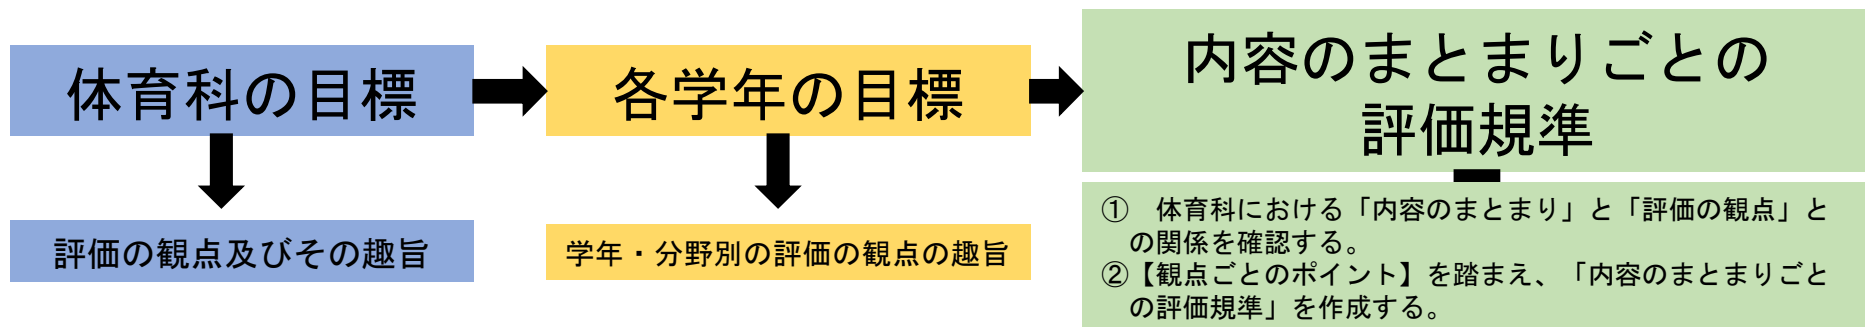 体育科の目標
各学年の目標
内容のまとまりごとの
評価規準
評価の観点及びその趣旨
学年・分野別の評価の観点の趣旨
①　体育科における「内容のまとまり」と「評価の観点」と
の関係を確認する。
②【観点ごとのポイント】を踏まえ、「内容のまとまりごと
の評価規準」を作成する。